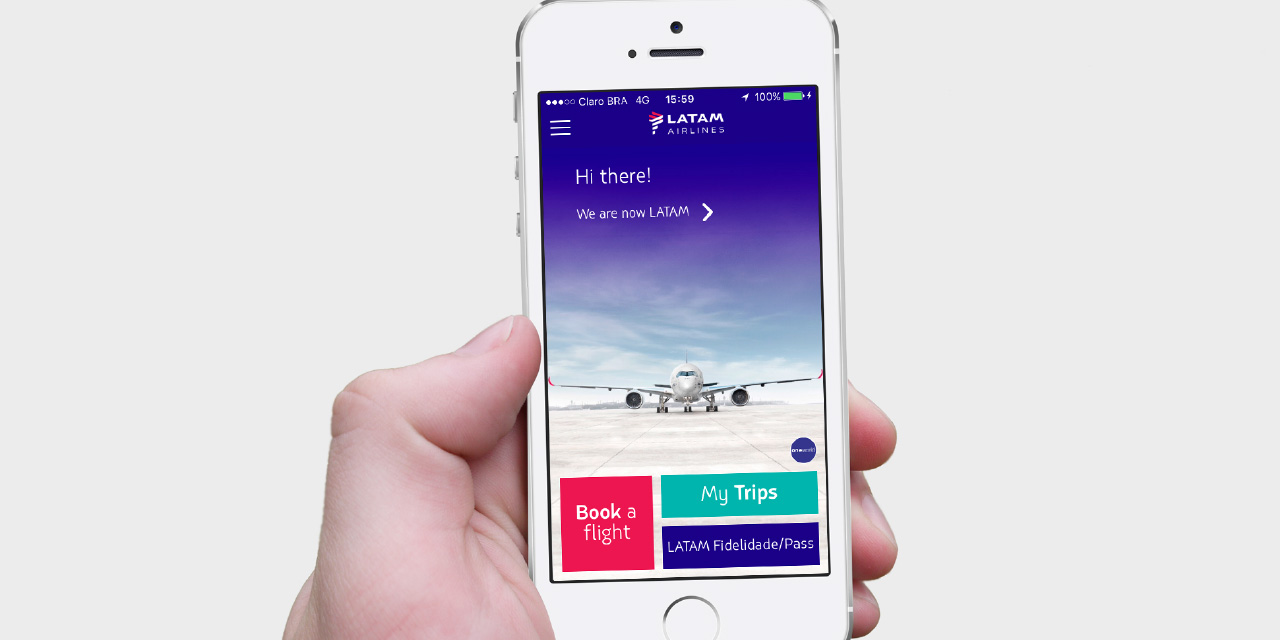 Claro BRA 4G 15:59 100%
LATAM
AIRLINES
Hi there!
We are now LATAM
oneworld
Book a
flight
My Trips
LATAM Fidelidade/Pass